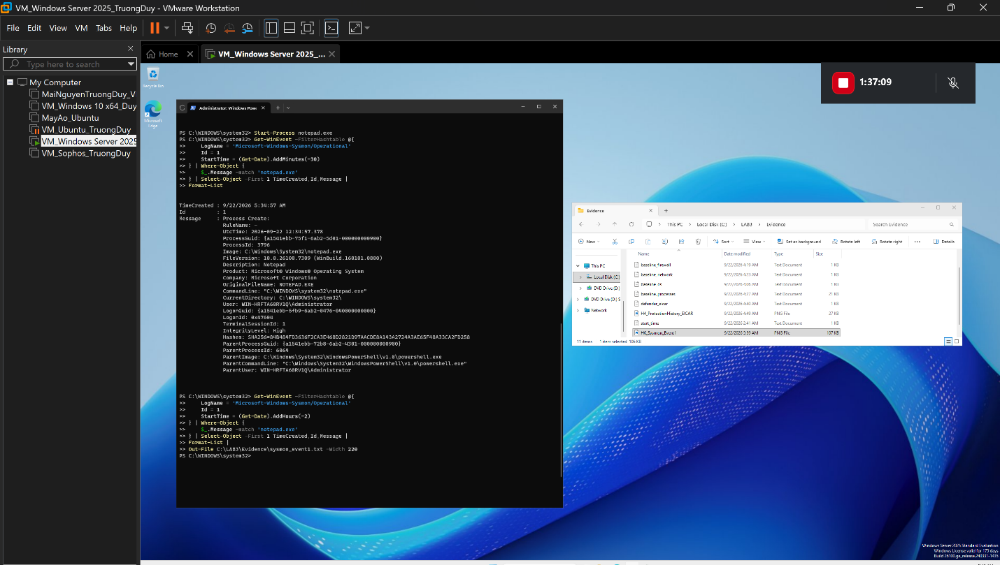 VM_Windows Server 2025_TruongDuy - VMware Workstation
File Edit View VM Tabs Help
Library
Type here to search
My Computer
MaiNguyenTruongDuy_V
VM_Windows 10 x64_Duy
MayAo_Ubuntu
VM_Ubuntu_TruongDuy
VM_Windows Server 2025
VM_Sophos_TruongDuy
Home
VM_Windows Server 2025_...
Recycle Bin
Microsoft
Edge
1:37:09
Administrator: Windows Pow
PS C:\WINDOWS\system32> Start-Process notepad.exe
PS C:\WINDOWS\system32> Get-WinEvent -FilterHashtable @{
>> LogName = 'Microsoft-Windows-Sysmon/Operational'
>> Id = 1
>> StartTime = (Get-Date).AddMinutes(-30)
>> } | Where-Object {
>> $_.Message -match 'notepad.exe'
>> } | Select-Object -First 1 TimeCreated,Id,Message |
>> Format-List
TimeCreated : 9/22/2026 5:34:57 AM
Id : 1
Message : Process Create:
RuleName: -
UtcTime: 2026-09-22 12:34:57.378
ProcessGuid: {a1541ebb-75f1-6ab2-5d01-000000000900}
ProcessId: 3796
Image: C:\Windows\System32\notepad.exe
FileVersion: 10.0.26100.7309 (WinBuild.160101.0800)
Description: Notepad
Product: Microsoft® Windows® Operating System
Company: Microsoft Corporation
OriginalFileName: NOTEPAD.EXE
CommandLine: "C:\WINDOWS\system32\notepad.exe"
CurrentDirectory: C:\WINDOWS\system32\
User: WIN-HRFTA60RV1Q\Administrator
LogonGuid: {a1541ebb-5fb9-6ab2-0476-040000000000}
LogonId: 0x47604
TerminalSessionId: 1
IntegrityLevel: High
Hashes: SHA256=84B484FD3636F2CA3E468D2821D97AACDE8A143A2724A3AE65F48A33CA2FD258
ParentProcessGuid: {a1541ebb-72b8-6ab2-4301-000000000900}
ParentProcessId: 6064
ParentImage: C:\Windows\System32\WindowsPowerShell\v1.0\powershell.exe
ParentCommandLine: "C:\Windows\System32\WindowsPowerShell\v1.0\powershell.exe"
ParentUser: WIN-HRFTA60RV1Q\Administrator
PS C:\WINDOWS\system32> Get-WinEvent -FilterHashtable @{
>> LogName = 'Microsoft-Windows-Sysmon/Operational'
>> Id = 1
>> StartTime = (Get-Date).AddHours(-2)
>> } | Where-Object {
>> $_.Message -match 'notepad.exe'
>> } | Select-Object -First 1 TimeCreated,Id,Message |
>> Format-List |
>> Out-File C:\LAB3\Evidence\sysmon_event1.txt -Width 220
PS C:\WINDOWS\system32>
Evidence
This PC > Local Disk (C:) > LAB3 > Evidence
Search Evidence
New Sort View Set as background Rotate left Rotate right ... Details
Name Date modified Type Size
This PC
Local Disk (C:)
DVD Drive (D:)
DVD Drive (D:) S
Network
baseline_firewall 9/22/2026 4:19 AM Text Document 1 KB
baseline_network 9/22/2026 4:23 AM Text Document 1 KB
baseline_os 9/22/2026 4:06 AM Text Document 1 KB
baseline_processes 9/22/2026 4:27 AM Text Document 21 KB
defender_eicar 9/22/2026 4:40 AM Text Document 1 KB
H4_ProtectionHistory_EICAR 9/22/2026 4:49 AM PNG File 27 KB
start_time 9/22/2026 2:41 AM Text Document 1 KB
H6_Sysmon_Event1 9/22/2026 5:39 AM PNG File 107 KB
11 items 1 item selected 106 KB
Windows Server 2025 Standard Evaluation
Windows License valid for 175 days
Build 26100.ge_release.240331-1435